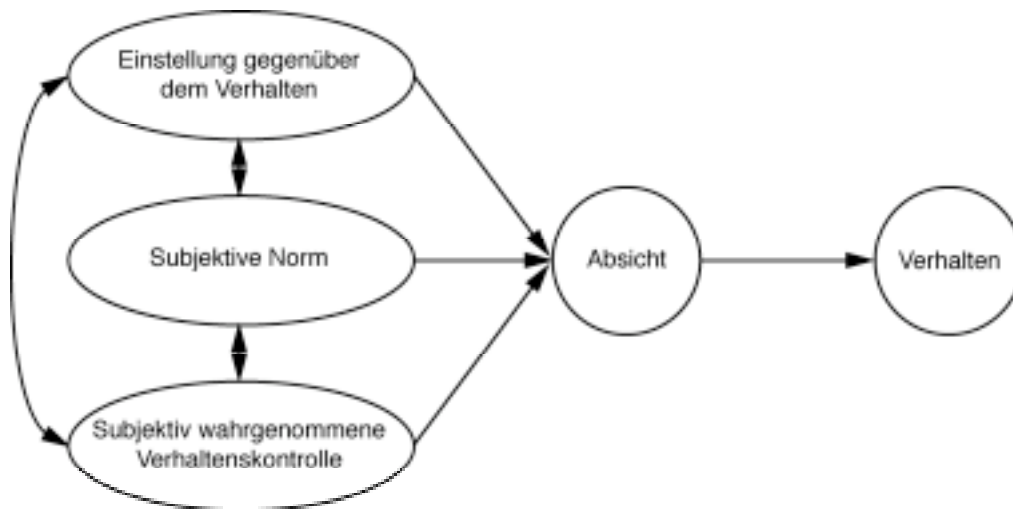 Einstellung gegenüber
dem Verhalten
Subjektive Norm
Absicht
Verhalten
Subjektiv wahrgenommene
Verhaltenskontrolle